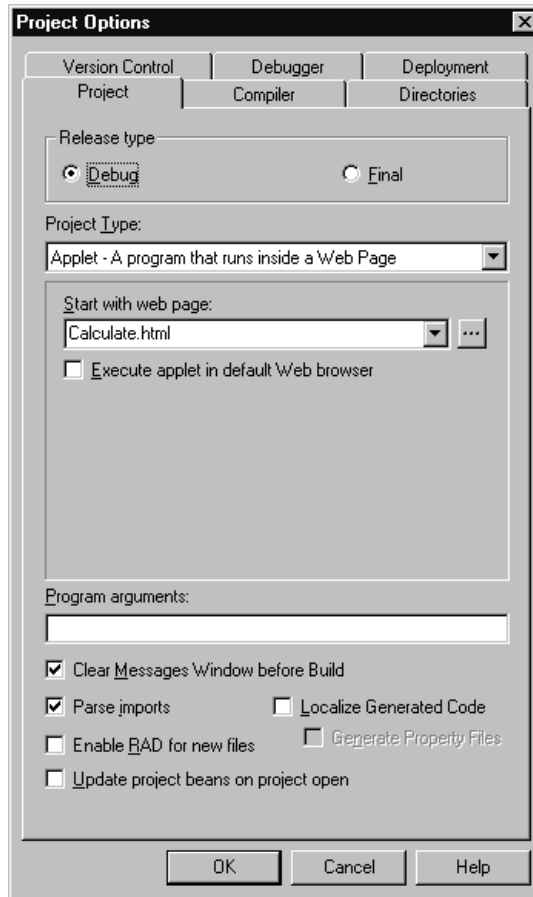 Project Options
Version Control Debugger Deployment
Project Compiler Directories
Release type
Debug Final
Project Type:
Applet - A program that runs inside a Web Page
Start with web page:
Calculate.html
...
Execute applet in default Web browser
Program arguments:
Clear Messages Window before Build
Parse imports Localize Generated Code
Enable RAD for new files Generate Property Files
Update project beans on project open
OK Cancel Help